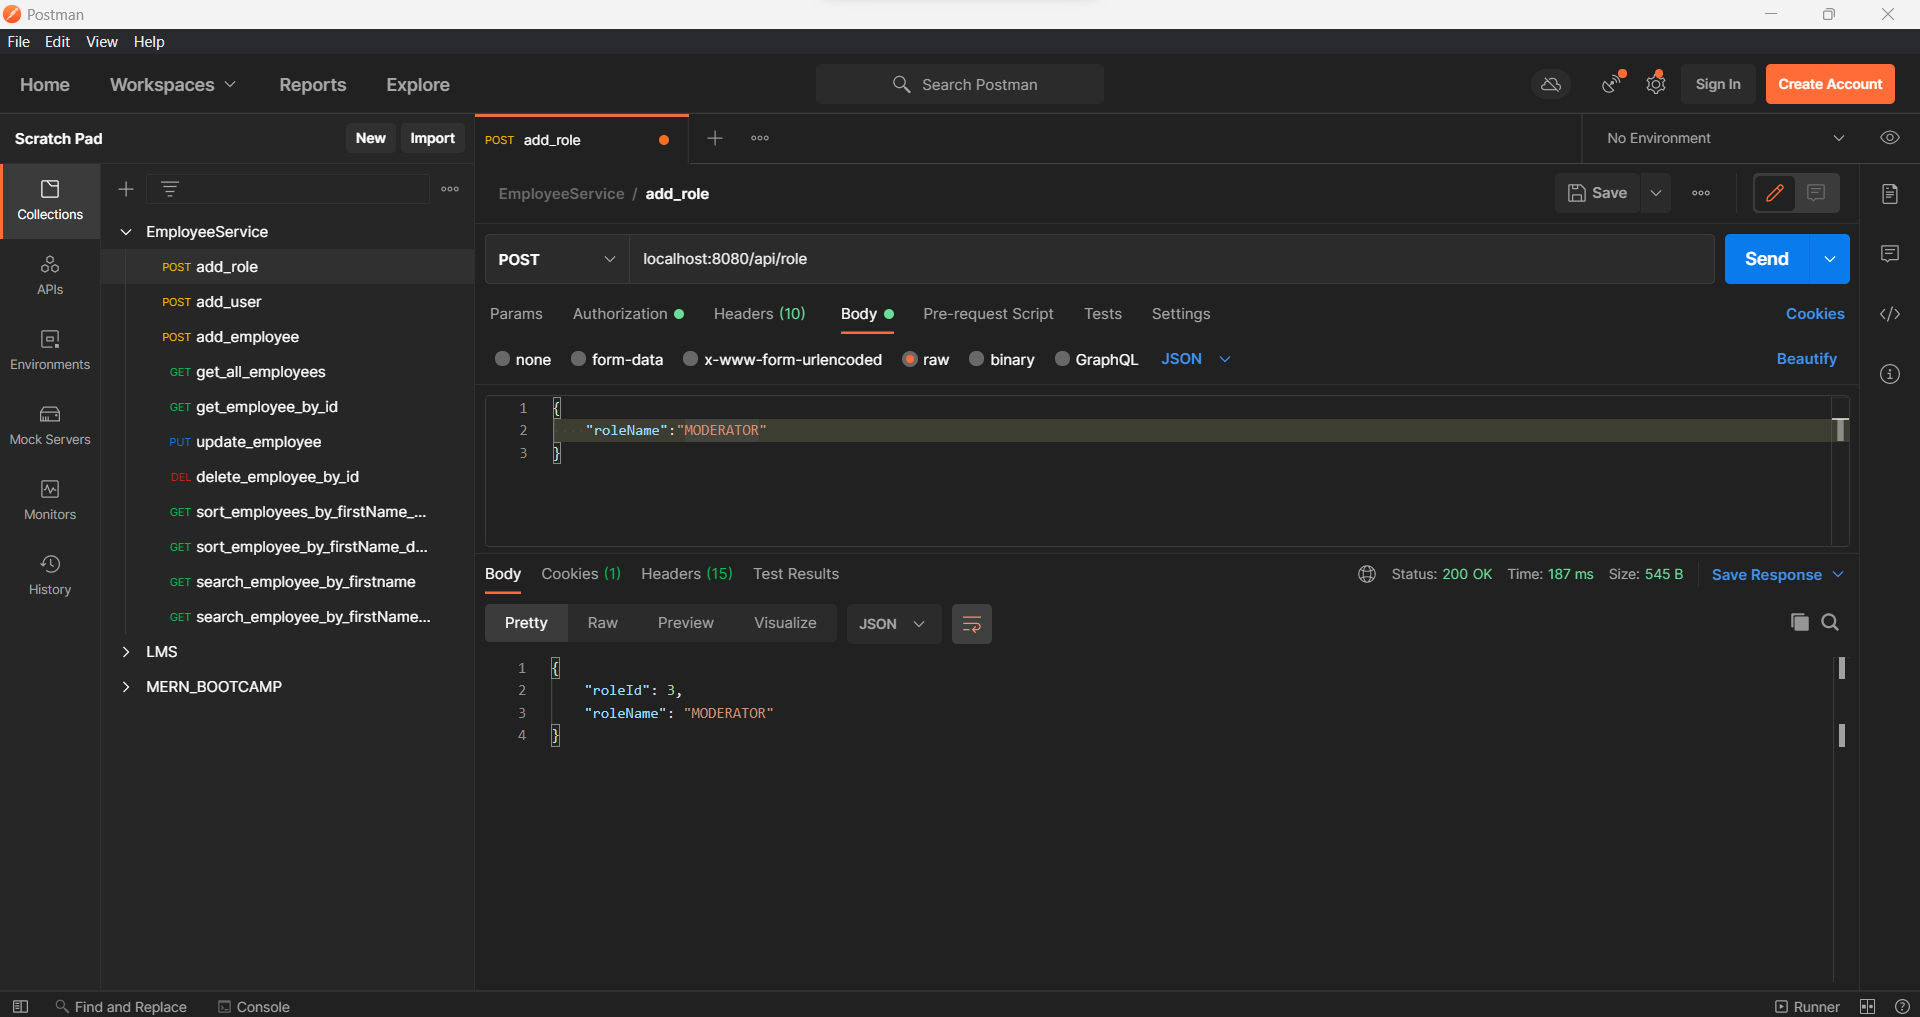 Postman
File Edit View Help
Home Workspaces Reports Explore Search Postman Sign In Create Account
Scratch Pad New Import POST add_role No Environment
EmployeeService / add_role Save
Collections
APIs
Environments
Mock Servers
Monitors
History
EmployeeService
POST add_role
POST add_user
POST add_employee
GET get_all_employees
GET get_employee_by_id
PUT update_employee
DEL delete_employee_by_id
GET sort_employees_by_firstName_...
GET sort_employee_by_firstName_d...
GET search_employee_by_firstname
GET search_employee_by_firstName...
LMS
MERN_BOOTCAMP
POST localhost:8080/api/role Send
Params Authorization Headers (10) Body Pre-request Script Tests Settings Cookies
none form-data x-www-form-urlencoded raw binary GraphQL JSON Beautify
1 {
2 "roleName":"MODERATOR"
3 }
Body Cookies (1) Headers (15) Test Results Status: 200 OK Time: 187 ms Size: 545 B Save Response
Pretty Raw Preview Visualize JSON
1 {
2 "roleId": 3,
3 "roleName": "MODERATOR"
4 }
Find and Replace Console Runner